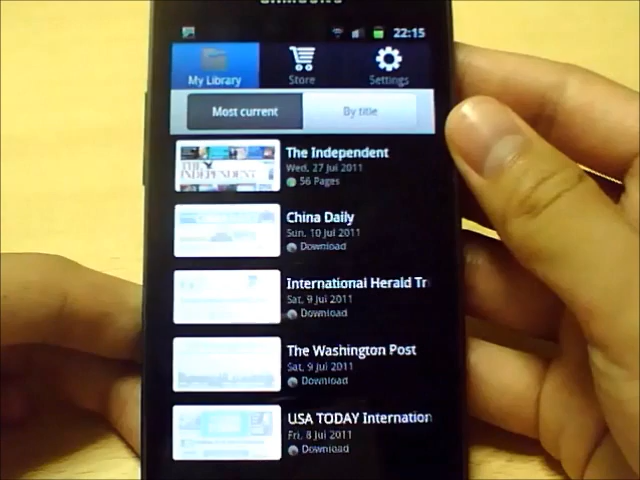 SAMSUNG
22:15
My Library
Store
Settings
Most current
By title
The Independent
Wed, 27 Jul 2011
56 Pages
THE INDEPENDENT
China Daily
Sun, 10 Jul 2011
Download
International Herald Tr
Sat, 9 Jul 2011
Download
The Washington Post
Sat, 9 Jul 2011
Download
USA TODAY Internation
Fri, 8 Jul 2011
Download